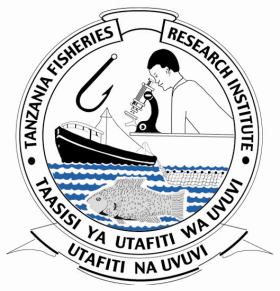 • TANZANIA FISHERIES RESEARCH INSTITUTE •
TAASISI YA UTAFITI WA UVUVI
UTAFITI NA UVUVI